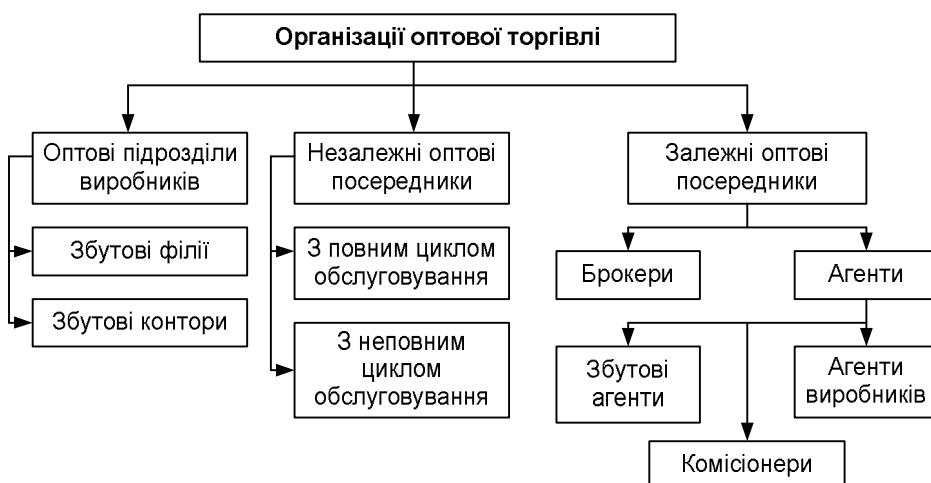 Організації оптової торгівлі
Оптові підрозділи
виробників
Незалежні оптові
посередники
Залежні оптові
посередники
Збутові філії
З повним циклом
обслуговування
Брокери
Агенти
Збутові контори
З неповним
циклом
обслуговування
Збутові
агенти
Агенти
виробників
Комісіонери